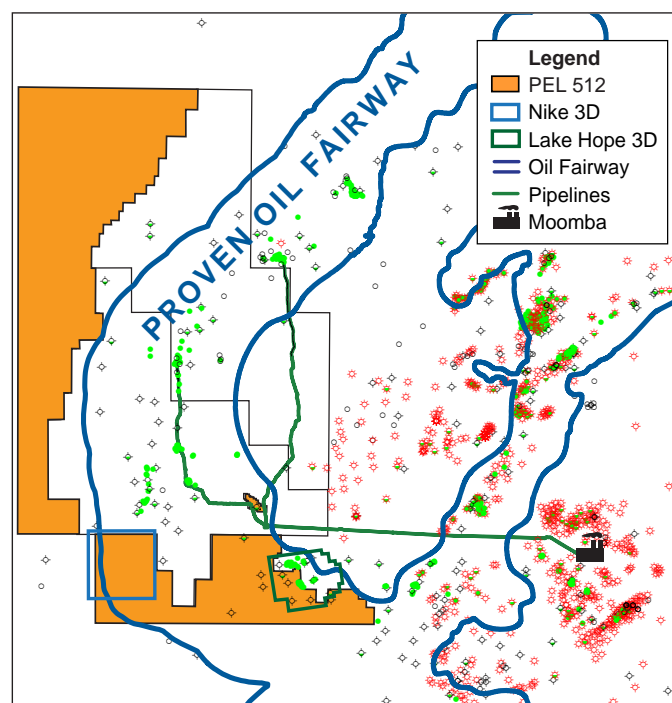 PROVEN OIL FAIRWAY
Legend
PEL 512
Nike 3D
Lake Hope 3D
Oil Fairway
Pipelines
Moomba